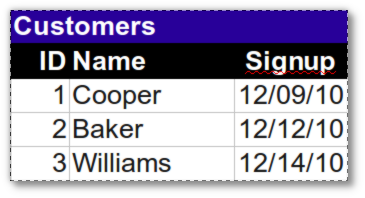 Customers
ID Name Signup
1 Cooper 12/09/10
2 Baker 12/12/10
3 Williams 12/14/10